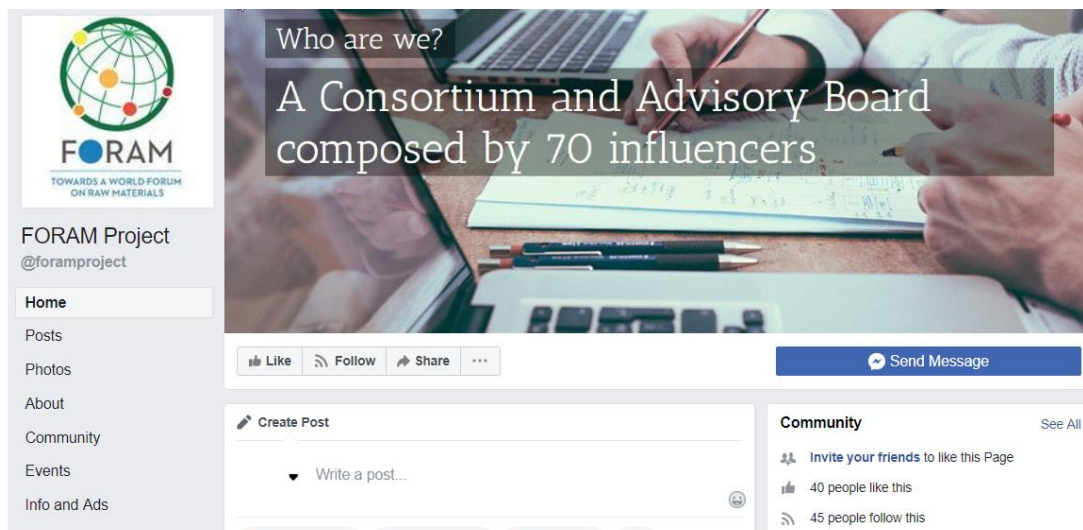 FORAM
TOWARDS A WORLD FORUM
ON RAW MATERIALS
FORAM Project
@foramproject
Home
Posts
Photos
About
Community
Events
Info and Ads
Who are we?
A Consortium and Advisory Board
composed by 70 influencers
Like
Follow
Share
Send Message
Create Post
Write a post...
Community
See All
Invite your friends to like this Page
40 people like this
45 people follow this